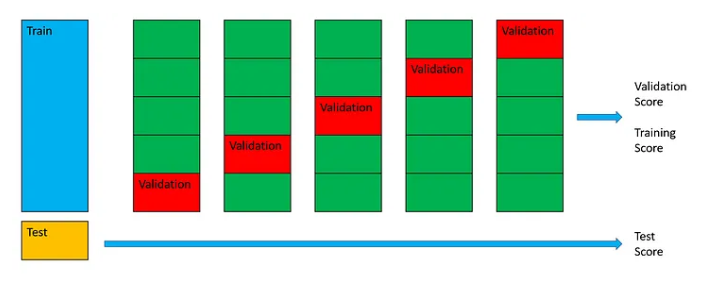 Train
Validation
Validation
Validation
Validation
Validation
Validation
Score
Training
Score
Test
Test
Score